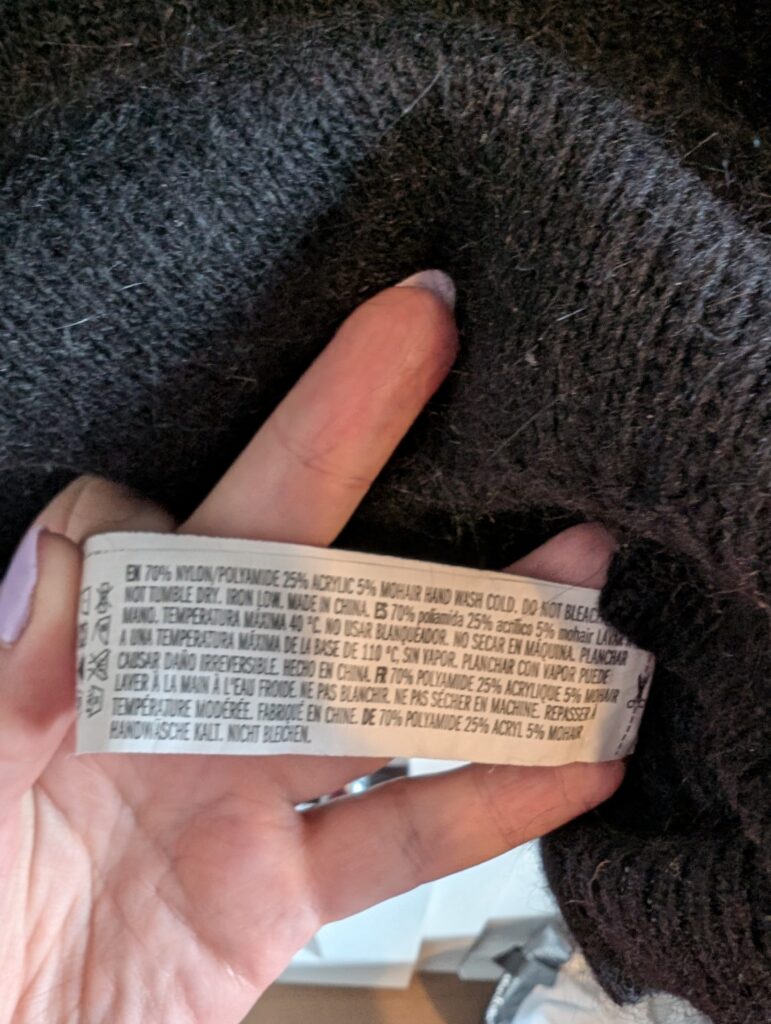 EN 70% NYLON/POLYAMIDE 25% ACRYLIC 5% MOHAIR HAND WASH COLD. DO NOT BLEACH
NOT TUMBLE DRY. IRON LOW. MADE IN CHINA. ES 70% poliamida 25% acrílico 5% mohair LAVAR
MANO. TEMPERATURA MÁXIMA 40 °C. NO USAR BLANQUEADOR. NO SECAR EN MÁQUINA. PLANCHAR
A UNA TEMPERATURA MÁXIMA DE LA BASE DE 110 °C, SIN VAPOR. PLANCHAR CON VAPOR PUEDE
CAUSAR DAÑO IRREVERSIBLE. HECHO EN CHINA. FR 70% POLYAMIDE 25% ACRYLIQUE 5% MOHAIR
LAVER À LA MAIN À L'EAU FROIDE. NE PAS BLANCHIR. NE PAS SÉCHER EN MACHINE. REPASSER À
TEMPÉRATURE MODÉRÉE. FABRIQUÉ EN CHINE. DE 70% POLYAMIDE 25% ACRYL 5% MOHAIR
HANDWÄSCHE KALT. NICHT BLEICHEN.